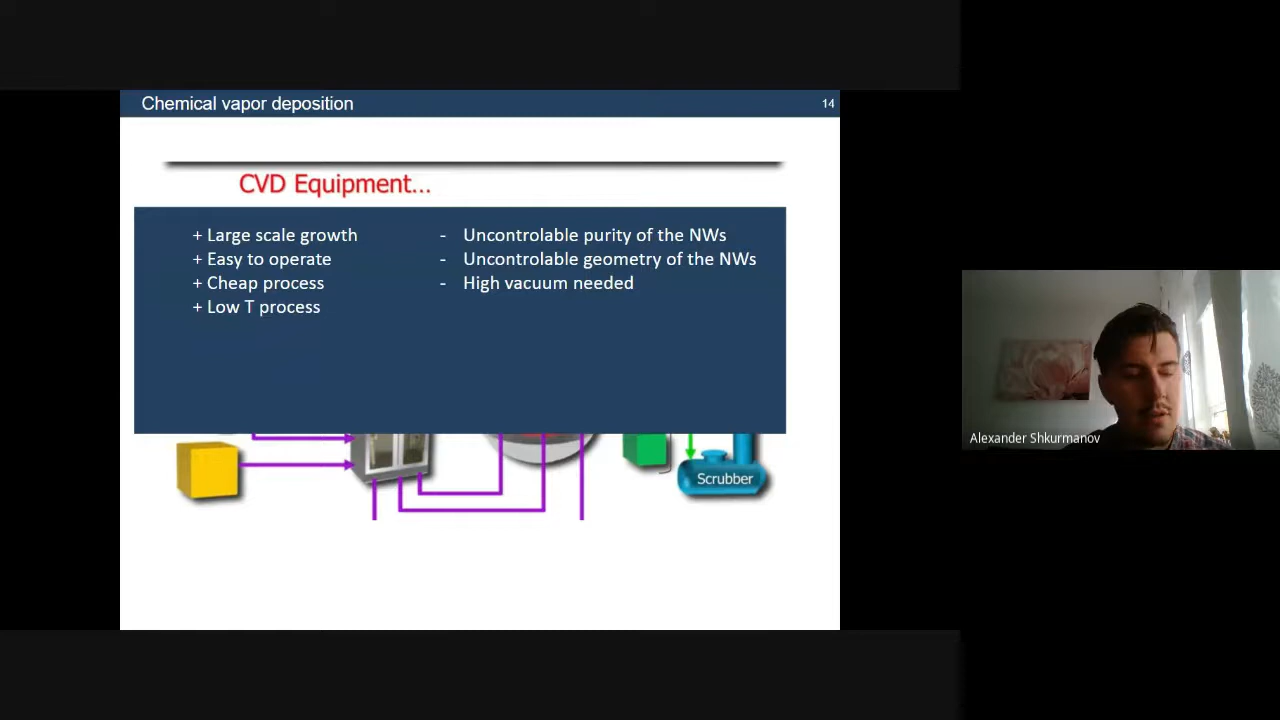 Chemical vapor deposition
14
CVD Equipment...
+ Large scale growth
+ Easy to operate
+ Cheap process
+ Low T process
- Uncontrolable purity of the NWs
- Uncontrolable geometry of the NWs
- High vacuum needed
Scrubber
Alexander Shkurmanov